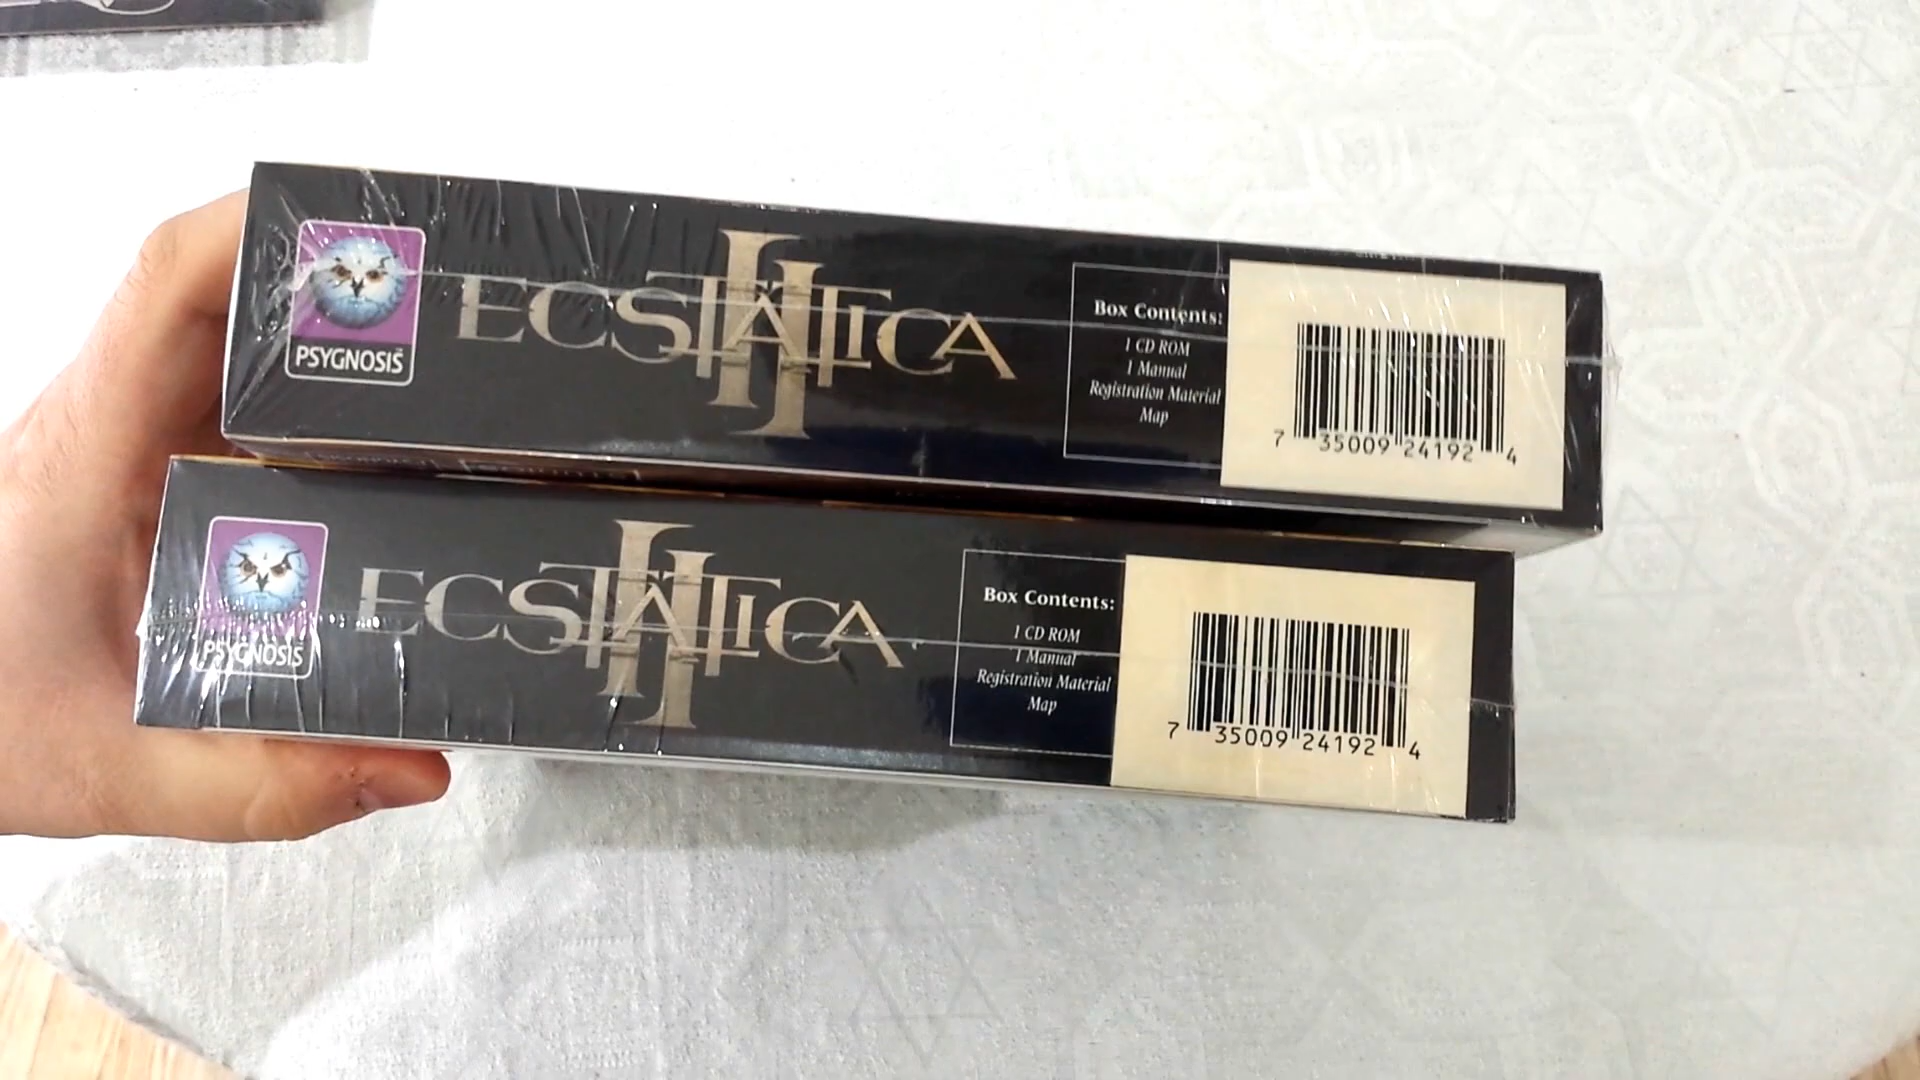 PSYGNOSIS
ECSTATICA
II
Box Contents:
1 CD ROM
1 Manual
Registration Material
Map
7 35009 24192 4
PSYGNOSIS
ECSTATICA
II
Box Contents:
1 CD ROM
1 Manual
Registration Material
Map
7 35009 24192 4